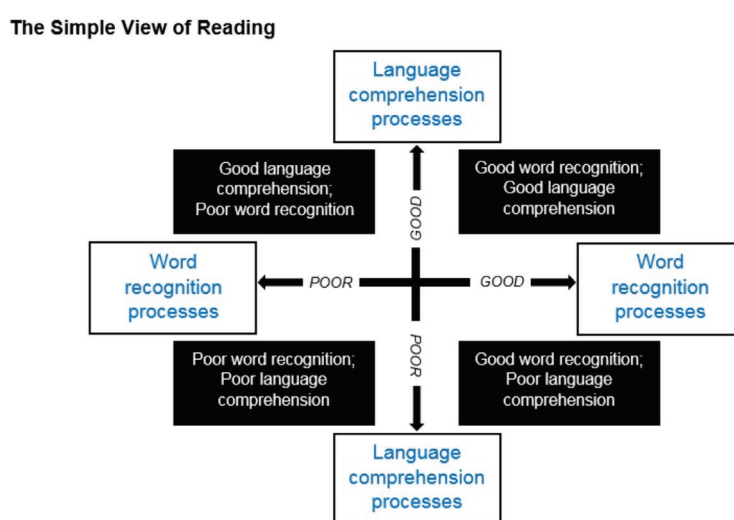 The Simple View of Reading
Language
comprehension
processes
Good language
comprehension;
Poor word recognition
GOOD
Good word recognition;
Good language
comprehension
Word
recognition
processes
POOR
GOOD
Word
recognition
processes
Poor word recognition;
Poor language
comprehension
POOR
Good word recognition;
Poor language
comprehension
Language
comprehension
processes